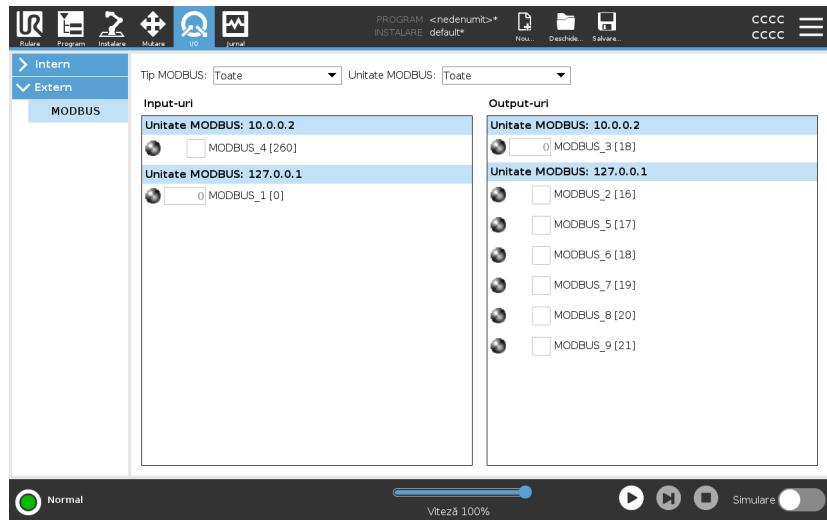 UR
PROGRAM <nedenumit>*
INSTALARE default*
cccc
cccc
Rulare Program Instalare Mutare I/O Jurnal Nou... Deschide... Salvare...
Intern
Extern
MODBUS
Tip MODBUS: Toate Unitate MODBUS: Toate
Input-uri
Unitate MODBUS: 10.0.0.2
MODBUS_4 [260]
Unitate MODBUS: 127.0.0.1
0 MODBUS_1 [0]
Output-uri
Unitate MODBUS: 10.0.0.2
0 MODBUS_3 [18]
Unitate MODBUS: 127.0.0.1
MODBUS_2 [16]
MODBUS_5 [17]
MODBUS_6 [18]
MODBUS_7 [19]
MODBUS_8 [20]
MODBUS_9 [21]
Normal
Viteză 100%
Simulare